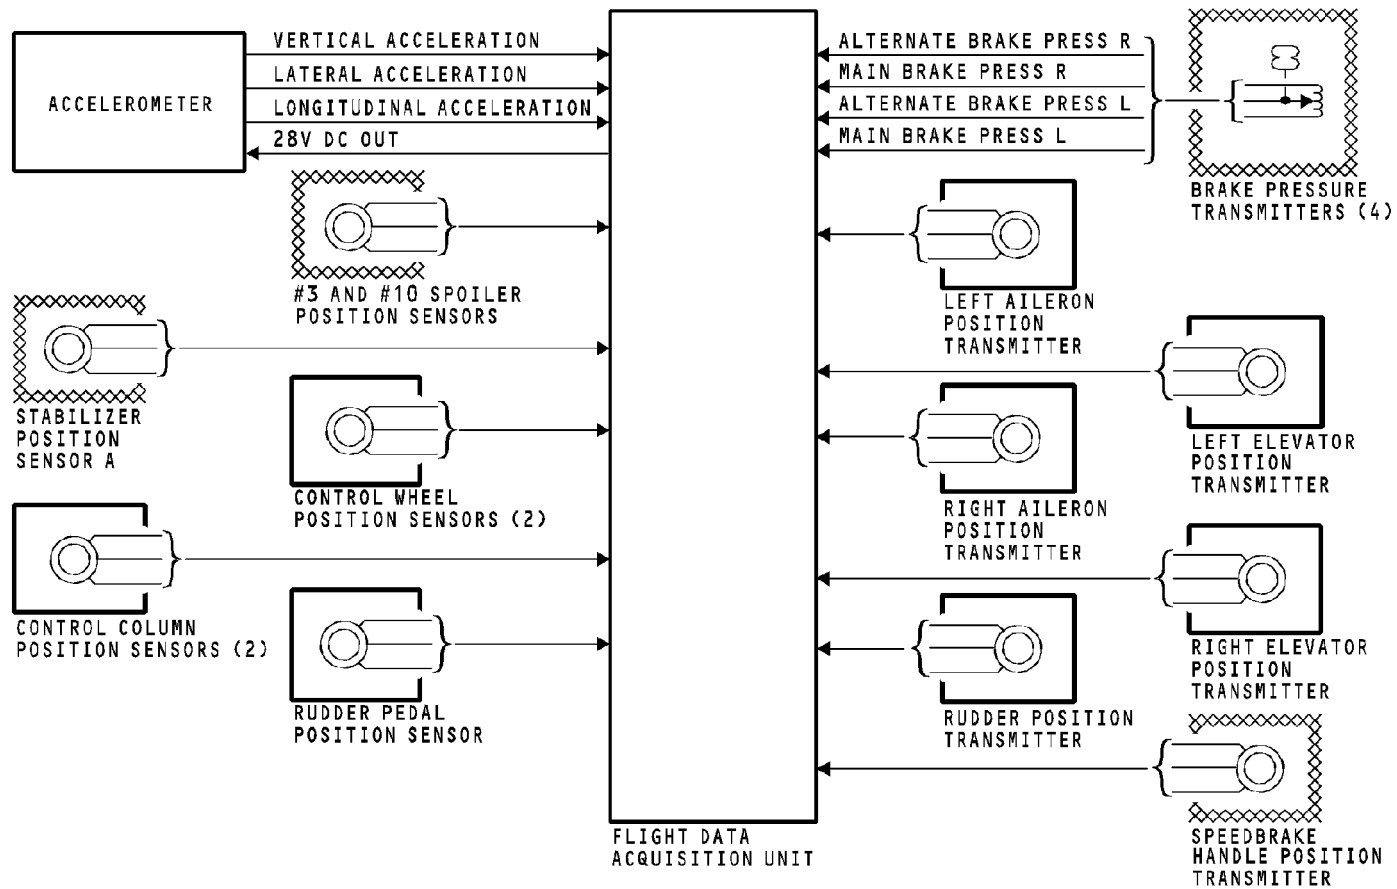 ACCELEROMETER
VERTICAL ACCELERATION
LATERAL ACCELERATION
LONGITUDINAL ACCELERATION
28V DC OUT
#3 AND #10 SPOILER
POSITION SENSORS
STABILIZER
POSITION
SENSOR A
CONTROL WHEEL
POSITION SENSORS (2)
CONTROL COLUMN
POSITION SENSORS (2)
RUDDER PEDAL
POSITION SENSOR
FLIGHT DATA
ACQUISITION UNIT
ALTERNATE BRAKE PRESS R
MAIN BRAKE PRESS R
ALTERNATE BRAKE PRESS L
MAIN BRAKE PRESS L
BRAKE PRESSURE
TRANSMITTERS (4)
LEFT AILERON
POSITION
TRANSMITTER
LEFT ELEVATOR
POSITION
TRANSMITTER
RIGHT AILERON
POSITION
TRANSMITTER
RIGHT ELEVATOR
POSITION
TRANSMITTER
RUDDER POSITION
TRANSMITTER
SPEEDBRAKE
HANDLE POSITION
TRANSMITTER